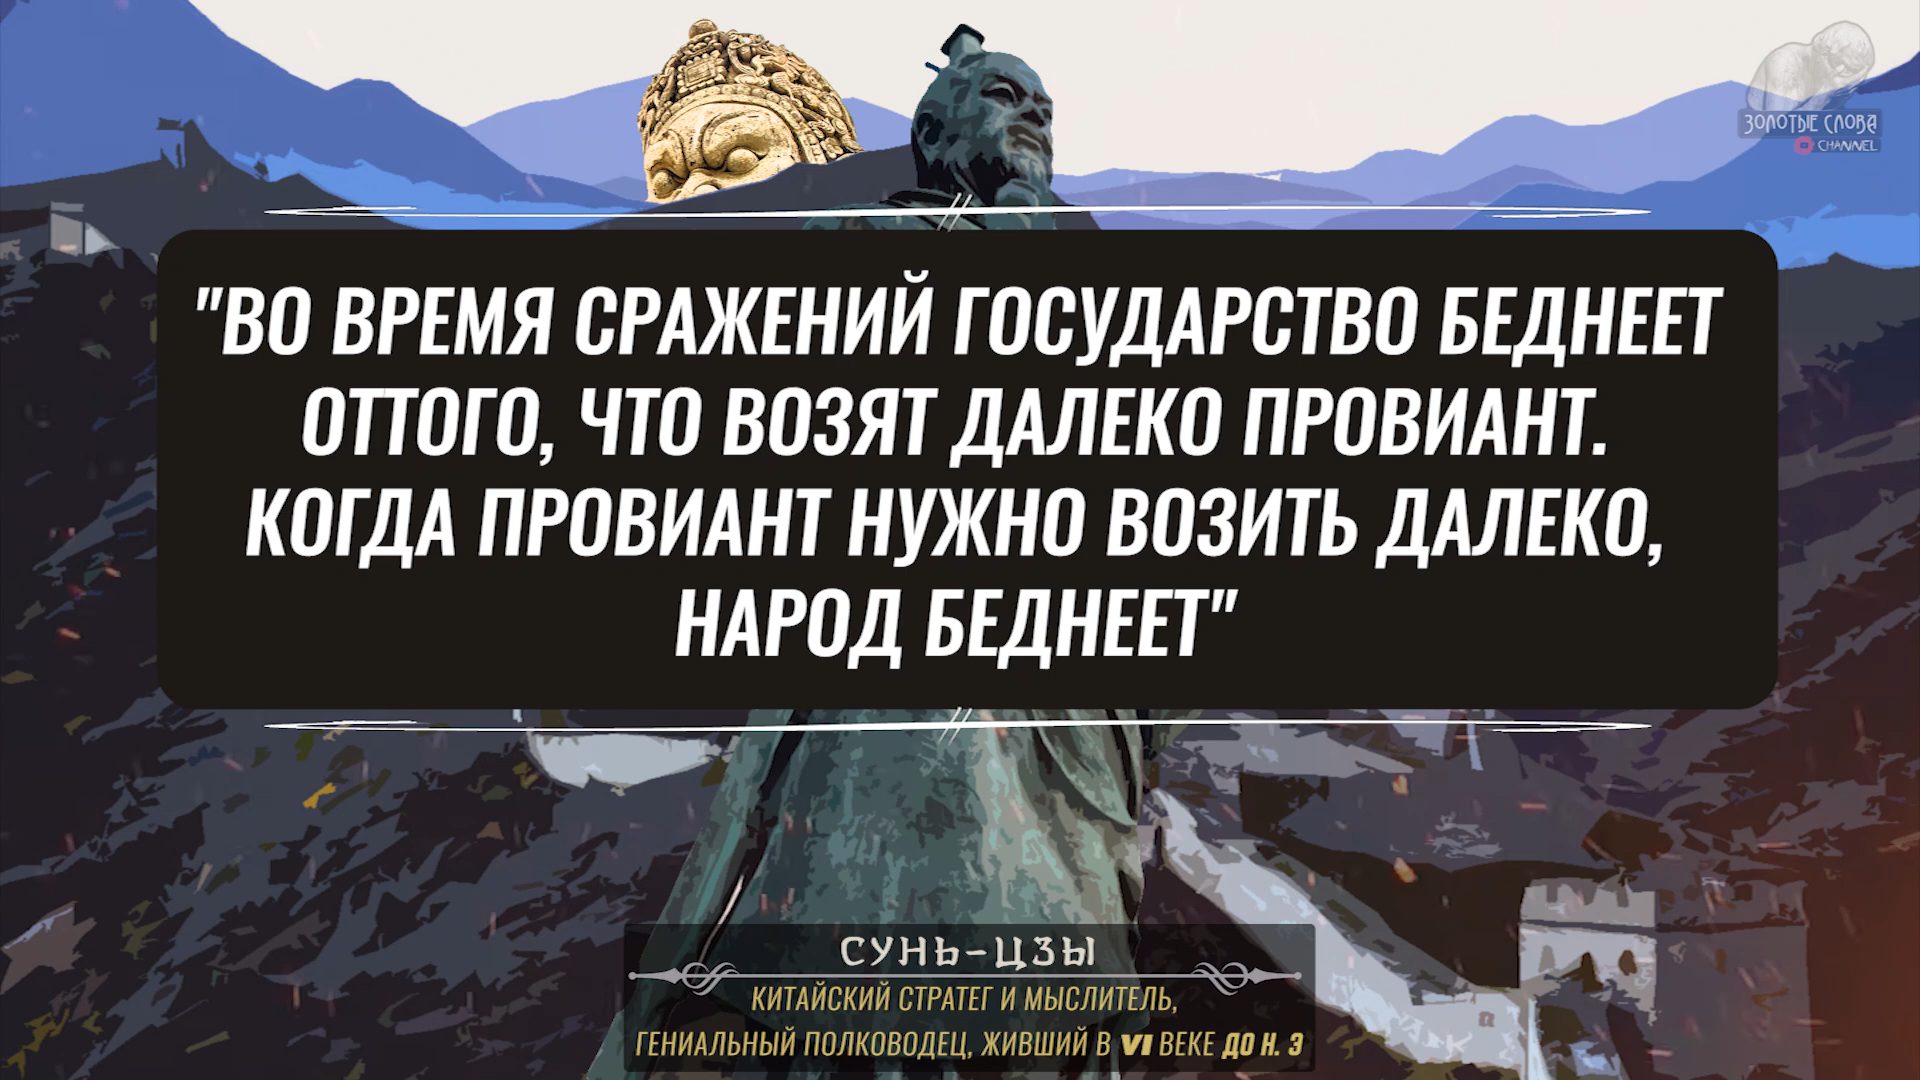 ЗОЛОТЫЕ СЛОВА
CHANNEL
"ВО ВРЕМЯ СРАЖЕНИЙ ГОСУДАРСТВО БЕДНЕЕТ
ОТТОГО, ЧТО ВОЗЯТ ДАЛЕКО ПРОВИАНТ.
КОГДА ПРОВИАНТ НУЖНО ВОЗИТЬ ДАЛЕКО,
НАРОД БЕДНЕЕТ"
СУНЬ-ЦЗЫ
КИТАЙСКИЙ СТРАТЕГ И МЫСЛИТЕЛЬ,
ГЕНИАЛЬНЫЙ ПОЛКОВОДЕЦ, ЖИВШИЙ В VI ВЕКЕ ДО Н. Э